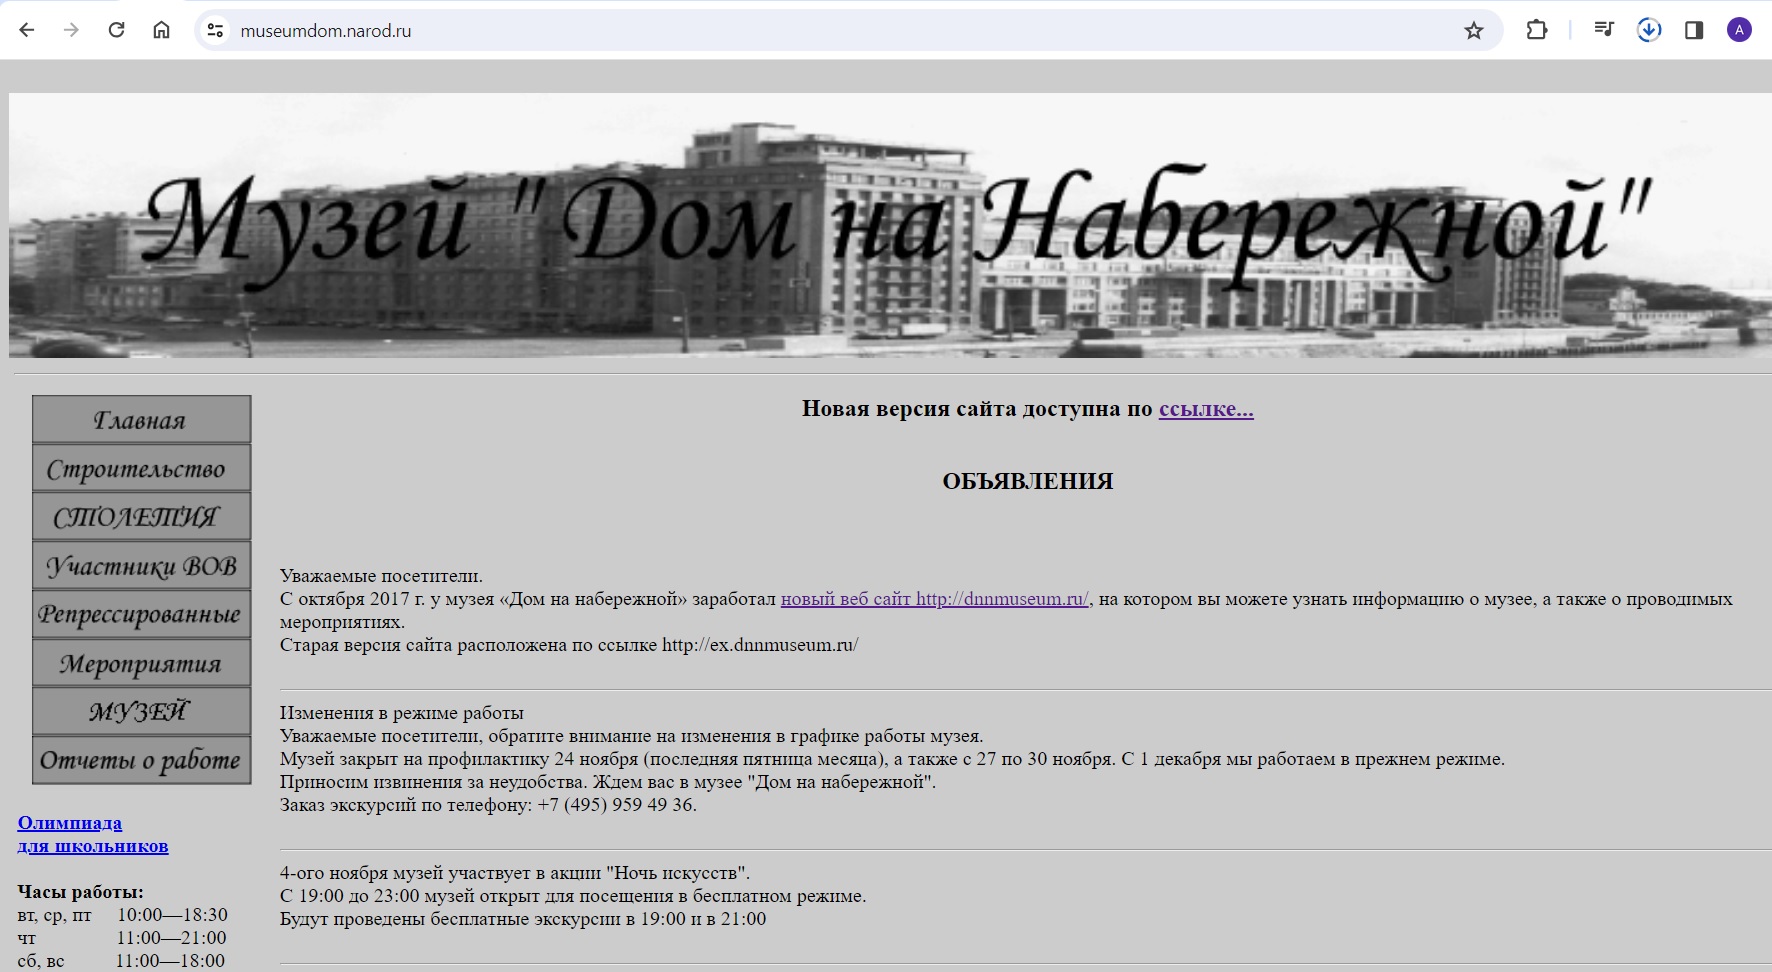 museumdom.narod.ru
A
Музей " Дом на Набережной"
Главная
Строительство
СТОЛЕТИЯ
Участники ВОВ
Репрессированные
Мероприятия
МУЗЕЙ
Отчеты о работе
Олимпиада
для школьников
Часы работы:
вт, ср, пт 10:00—18:30
чт 11:00—21:00
сб, вс 11:00—18:00
Новая версия сайта доступна по ссылке...
ОБЪЯВЛЕНИЯ
Уважаемые посетители.
С октября 2017 г. у музея «Дом на набережной» заработал новый веб сайт http://dnnmuseum.ru/, на котором вы можете узнать информацию о музее, а также о проводимых
мероприятиях.
Старая версия сайта расположена по ссылке http://ex.dnnmuseum.ru/
Изменения в режиме работы
Уважаемые посетители, обратите внимание на изменения в графике работы музея.
Музей закрыт на профилактику 24 ноября (последняя пятница месяца), а также с 27 по 30 ноября. С 1 декабря мы работаем в прежнем режиме.
Приносим извинения за неудобства. Ждем вас в музее "Дом на набережной".
Заказ экскурсий по телефону: +7 (495) 959 49 36.
4-ого ноября музей участвует в акции "Ночь искусств".
С 19:00 до 23:00 музей открыт для посещения в бесплатном режиме.
Будут проведены бесплатные экскурсии в 19:00 и в 21:00